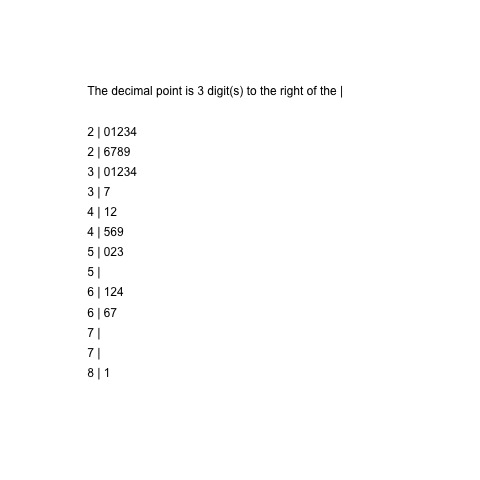 The decimal point is 3 digit(s) to the right of the |
2 | 01234
2 | 6789
3 | 01234
3 | 7
4 | 12
4 | 569
5 | 023
5 |
6 | 124
6 | 67
7 |
7 |
8 | 1